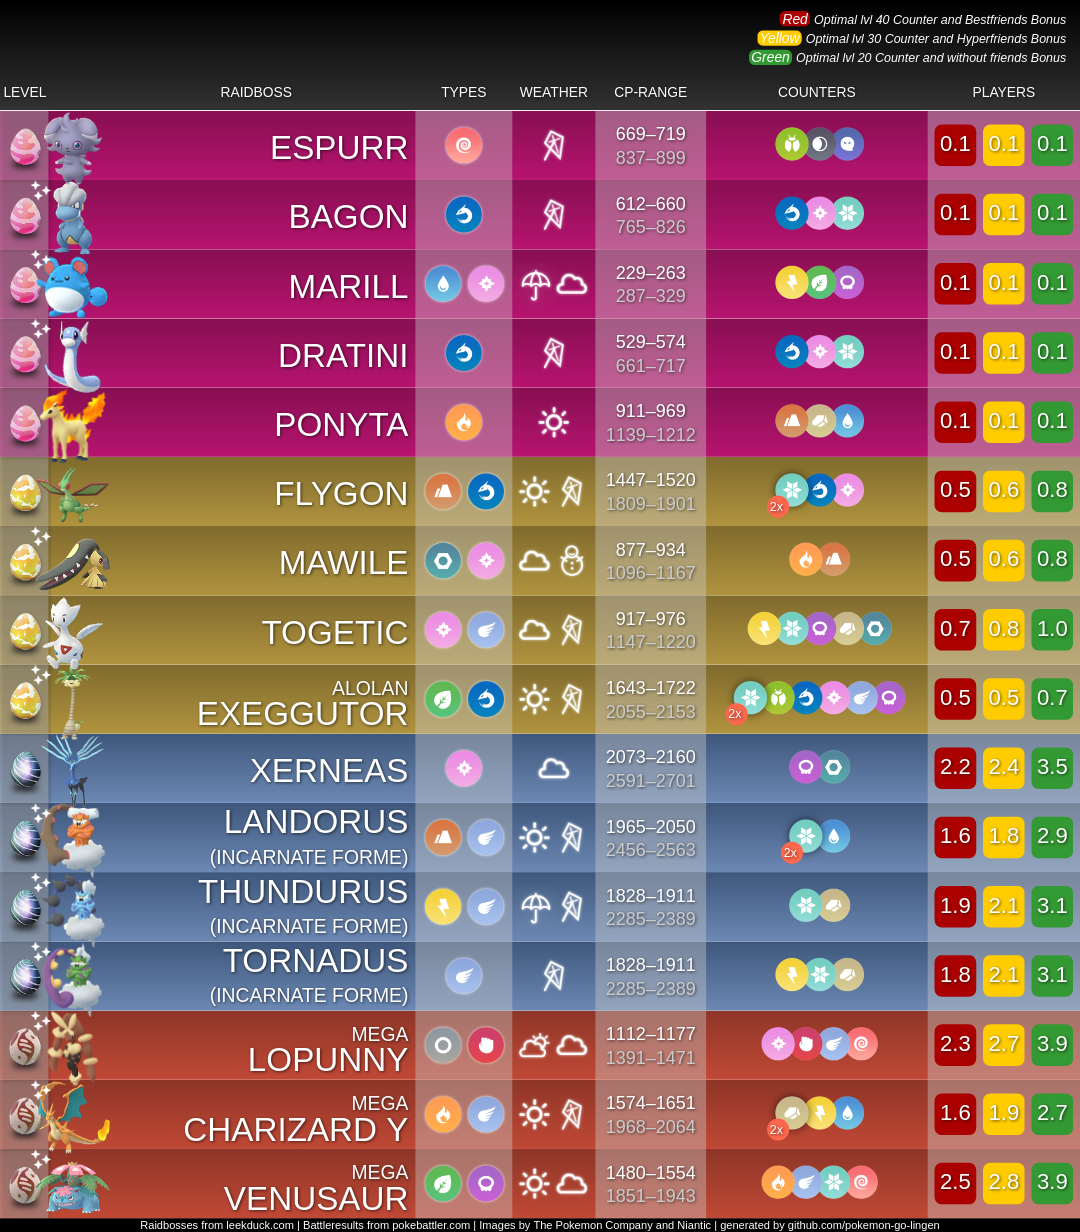 Red Optimal lvl 40 Counter and Bestfriends Bonus
Yellow Optimal lvl 30 Counter and Hyperfriends Bonus
Green Optimal lvl 20 Counter and without friends Bonus
LEVEL RAIDBOSS TYPES WEATHER CP-RANGE COUNTERS PLAYERS
ESPURR 669–719 0.1 0.1 0.1
837–899
BAGON 612–660 0.1 0.1 0.1
765–826
MARILL 229–263 0.1 0.1 0.1
287–329
DRATINI 529–574 0.1 0.1 0.1
661–717
PONYTA 911–969 0.1 0.1 0.1
1139–1212
FLYGON 1447–1520 0.5 0.6 0.8
1809–1901 2x
MAWILE 877–934 0.5 0.6 0.8
1096–1167
TOGETIC 917–976 0.7 0.8 1.0
1147–1220
ALOLAN 1643–1722 0.5 0.5 0.7
EXEGGUTOR 2055–2153 2x
XERNEAS 2073–2160 2.2 2.4 3.5
2591–2701
LANDORUS 1965–2050 1.6 1.8 2.9
(INCARNATE FORME) 2456–2563 2x
THUNDURUS 1828–1911 1.9 2.1 3.1
(INCARNATE FORME) 2285–2389
TORNADUS 1828–1911 1.8 2.1 3.1
(INCARNATE FORME) 2285–2389
MEGA 1112–1177 2.3 2.7 3.9
LOPUNNY 1391–1471
MEGA 1574–1651 1.6 1.9 2.7
CHARIZARD Y 1968–2064 2x
MEGA 1480–1554 2.5 2.8 3.9
VENUSAUR 1851–1943
Raidbosses from leekduck.com | Battleresults from pokebattler.com | Images by The Pokemon Company and Niantic | generated by github.com/pokemon-go-lingen